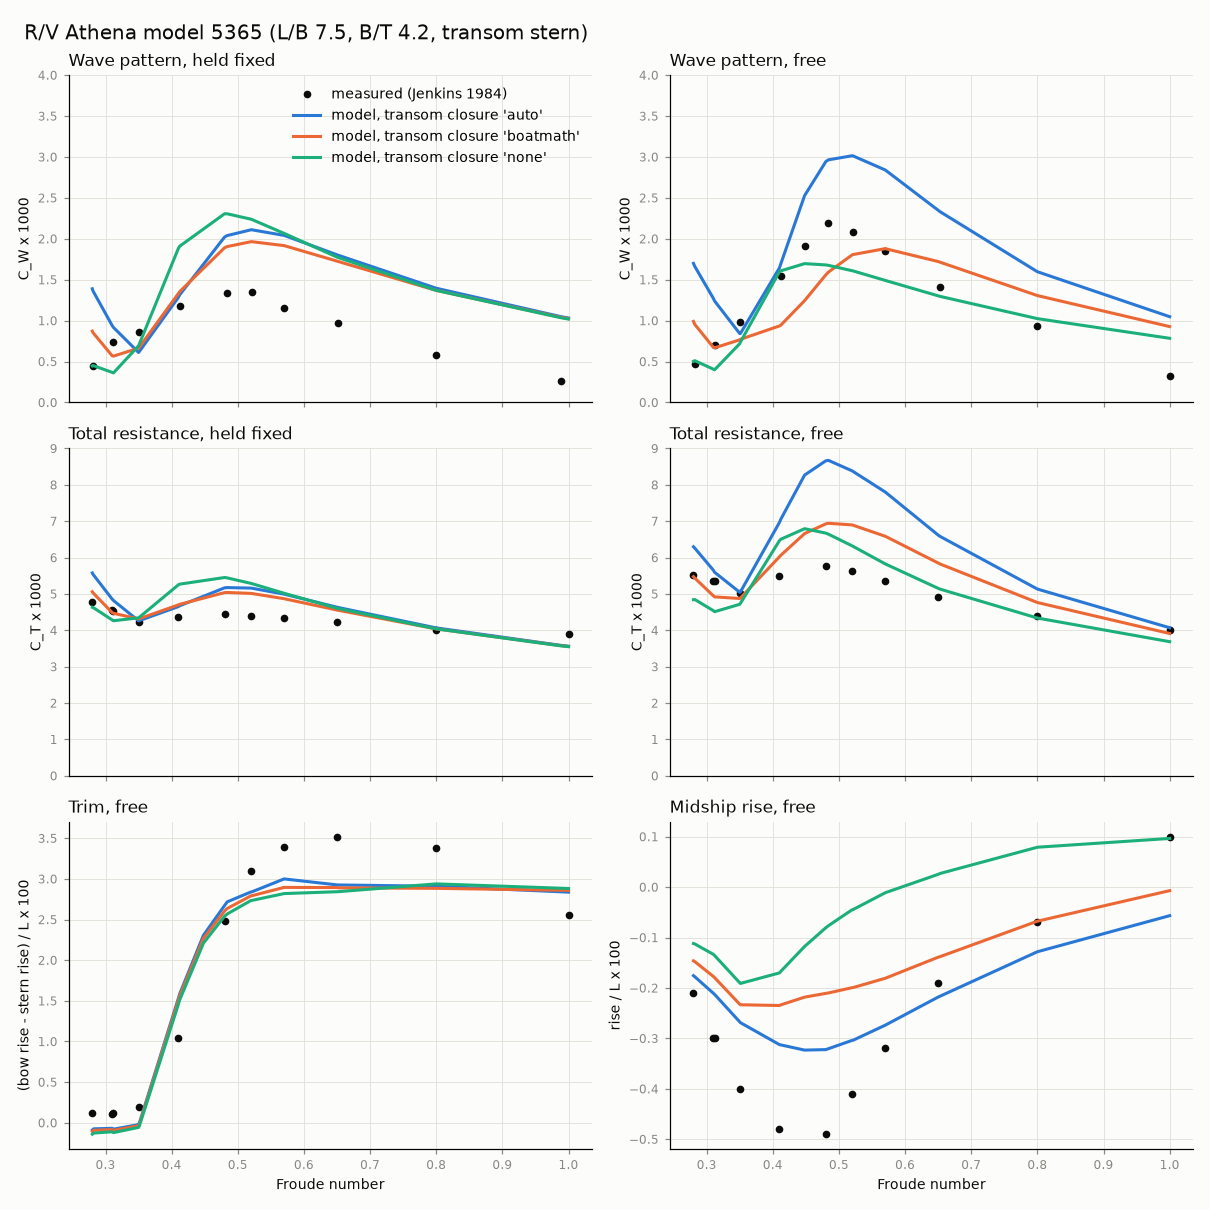 R/V Athena model 5365 (L/B 7.5, B/T 4.2, transom stern)
Wave pattern, held fixed
4.0
3.5
3.0
2.5
2.0
1.5
1.0
0.5
0.0
C_W x 1000
measured (Jenkins 1984)
model, transom closure 'auto'
model, transom closure 'boatmath'
model, transom closure 'none'
Wave pattern, free
4.0
3.5
3.0
2.5
2.0
1.5
1.0
0.5
0.0
C_W x 1000
Total resistance, held fixed
9
8
7
6
5
4
3
2
1
0
C_T x 1000
Total resistance, free
9
8
7
6
5
4
3
2
1
0
C_T x 1000
Trim, free
3.5
3.0
2.5
2.0
1.5
1.0
0.5
0.0
(bow rise - stern rise) / L x 100
0.3 0.4 0.5 0.6 0.7 0.8 0.9 1.0
Froude number
Midship rise, free
0.1
0.0
−0.1
−0.2
−0.3
−0.4
−0.5
rise / L x 100
0.3 0.4 0.5 0.6 0.7 0.8 0.9 1.0
Froude number